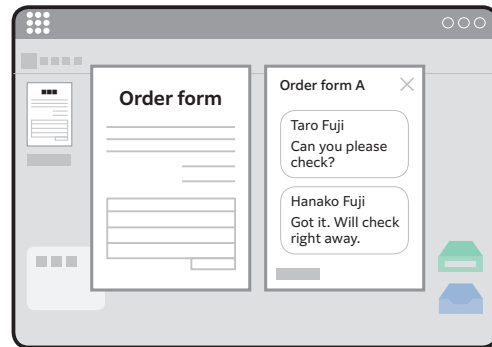 Order form
Order form A
Taro Fuji
Can you please
check?
Hanako Fuji
Got it. Will check
right away.